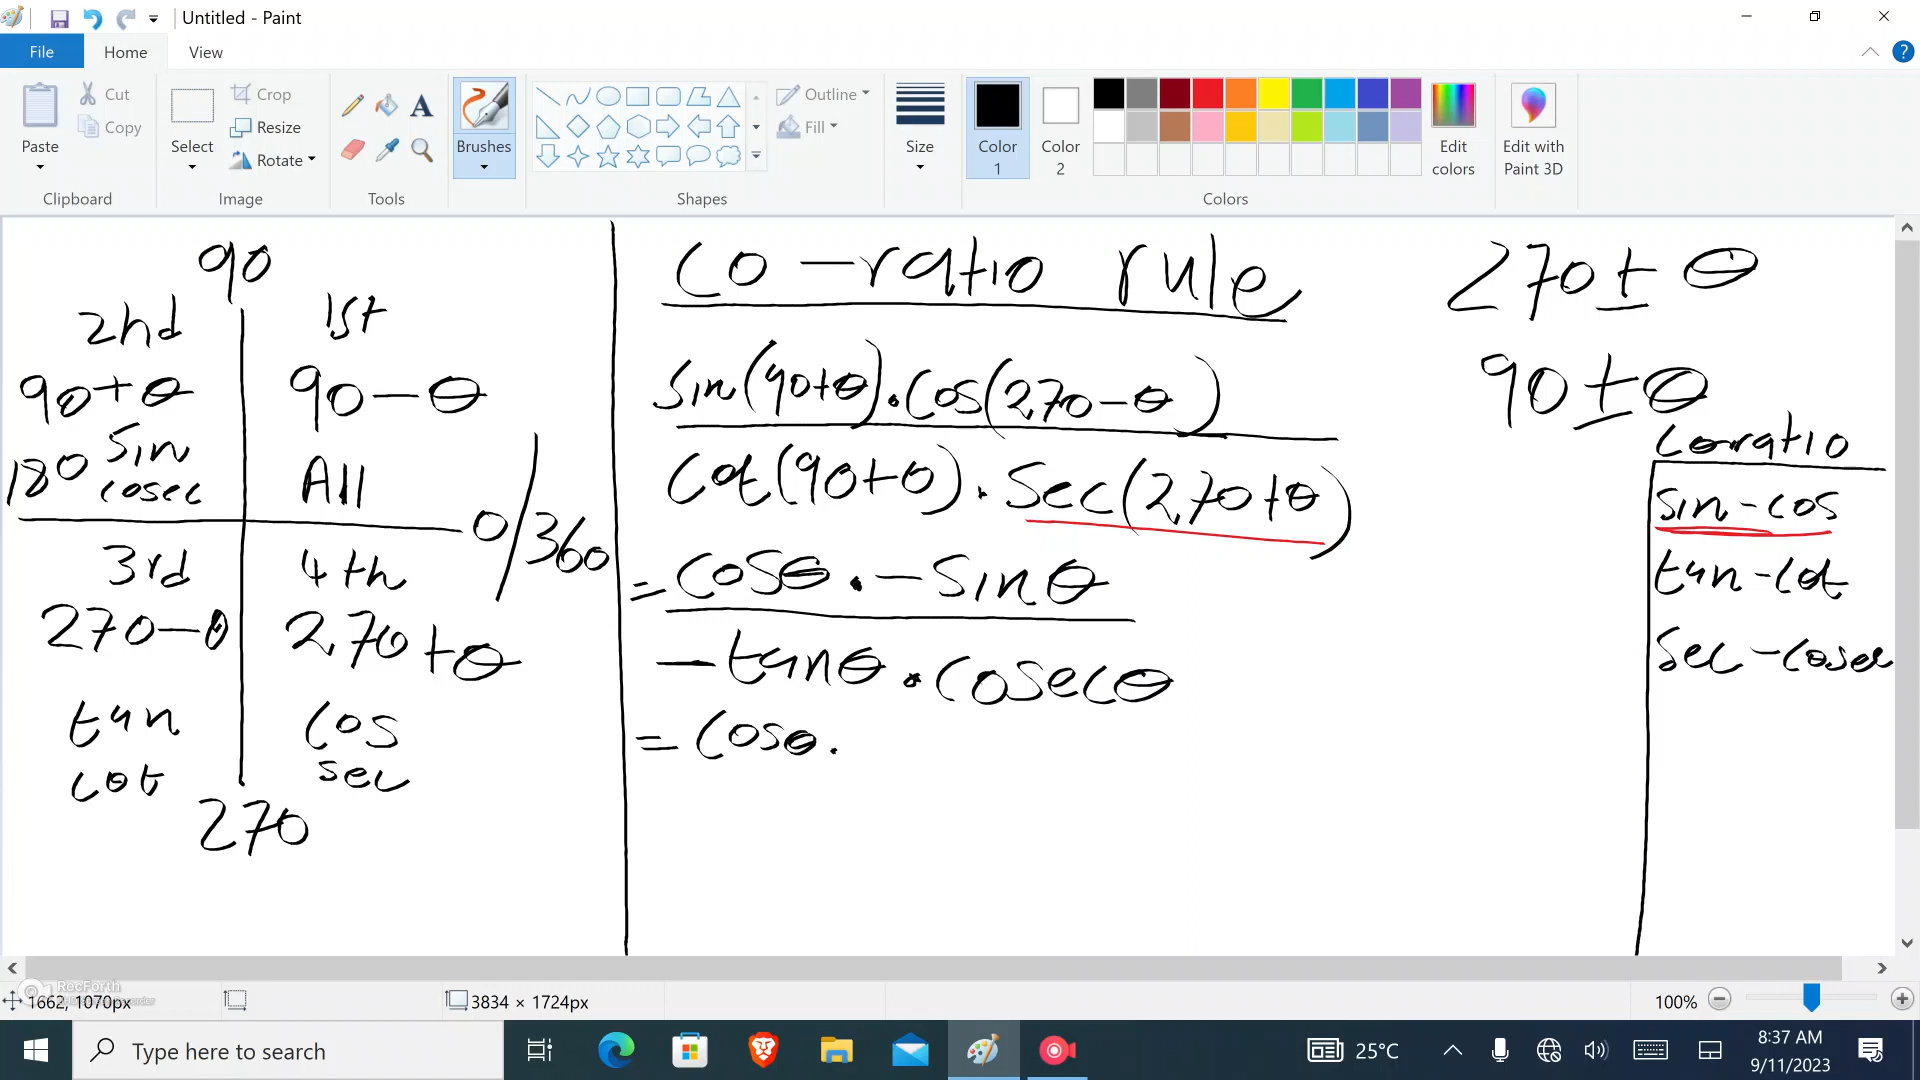 Untitled - Paint
File
Home
View
Paste
Cut
Copy
Clipboard
Select
Crop
Resize
Rotate
Image
Tools
Brushes
Shapes
Outline
Fill
Size
Color 1
Color 2
Colors
Edit colors
Edit with Paint 3D
90
2nd
1st
90+θ
90-θ
180
sin
cosec
All
0/360
3rd
4th
270-θ
270+θ
tan
cos
cot
sec
270
co-ratio rule
sin(90+θ).cos(270-θ)
cot(90+θ).sec(270+θ)
= cosθ.-sinθ
-tanθ.cosecθ
= cosθ.
270±θ
90±θ
coratio
sin-cos
tan-cot
sec-cosec
RecForth
1662, 1070px
3834 × 1724px
100%
Type here to search
25°C
8:37 AM
9/11/2023